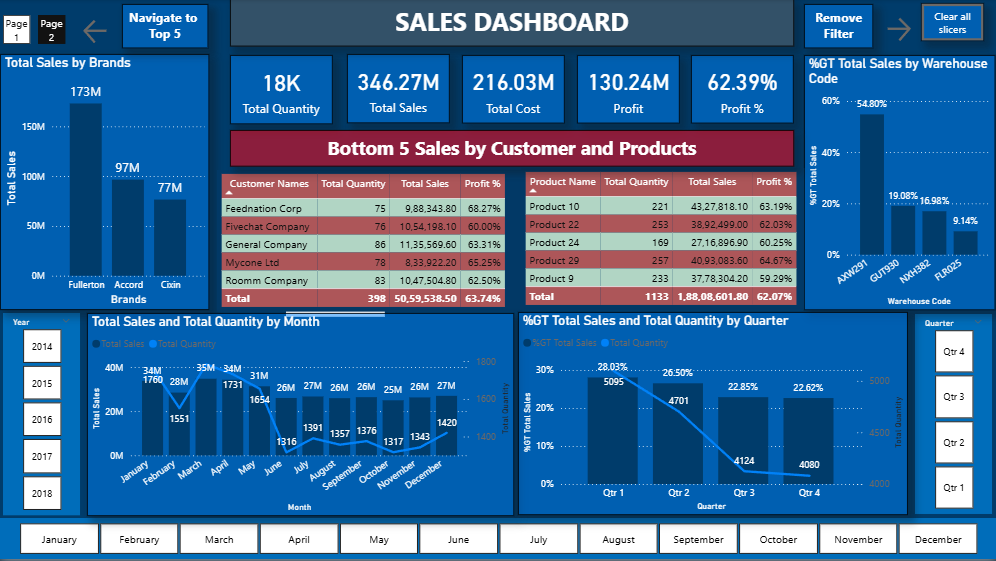 Page 1
Page 2
Navigate to Top 5
SALES DASHBOARD
Remove Filter
Clear all slicers
Total Sales by Brands
Total Sales
150M
100M
50M
0M
173M
97M
77M
Fullerton Accord Cixin
Brands
18K
Total Quantity
346.27M
Total Sales
216.03M
Total Cost
130.24M
Profit
62.39%
Profit %
Bottom 5 Sales by Customer and Products
Customer Names Total Quantity Total Sales Profit %
Feednation Corp 75 9,88,343.80 68.27%
Fivechat Company 76 10,54,198.10 60.00%
General Company 86 11,35,569.60 63.31%
Mycone Ltd 78 8,33,922.20 65.25%
Roomm Company 83 10,47,504.80 62.50%
Total 398 50,59,538.50 63.74%
Product Name Total Quantity Total Sales Profit %
Product 10 221 43,27,818.10 63.19%
Product 22 253 38,92,499.00 62.03%
Product 24 169 27,16,896.90 60.25%
Product 29 257 40,93,083.60 64.67%
Product 9 233 37,78,304.20 59.29%
Total 1133 1,88,08,601.80 62.07%
%GT Total Sales by Warehouse
Code
%GT Total Sales
60%
40%
20%
0%
54.80%
19.08%
16.98%
9.14%
AXW291 GUT930 NXH382 FLR025
Warehouse Code
Year
2014
2015
2016
2017
2018
Total Sales and Total Quantity by Month
Total Sales Total Quantity
Total Sales
40M
20M
0M
34M 28M 35M 34M 31M 26M 27M 26M 26M 25M 26M 27M
1760 1551 1731 1654 1316 1391 1357 1376 1317 1343 1420
1800
1600
1400
Total Quantity
January February March April May June July August September October November December
Month
%GT Total Sales and Total Quantity by Quarter
%GT Total Sales Total Quantity
%GT Total Sales
30%
20%
10%
0%
28.03% 26.50% 22.85% 22.62%
5095 4701 4124 4080
5000
4500
4000
Total Quantity
Qtr 1 Qtr 2 Qtr 3 Qtr 4
Quarter
Quarter
Qtr 4
Qtr 3
Qtr 2
Qtr 1
January February March April May June July August September October November December